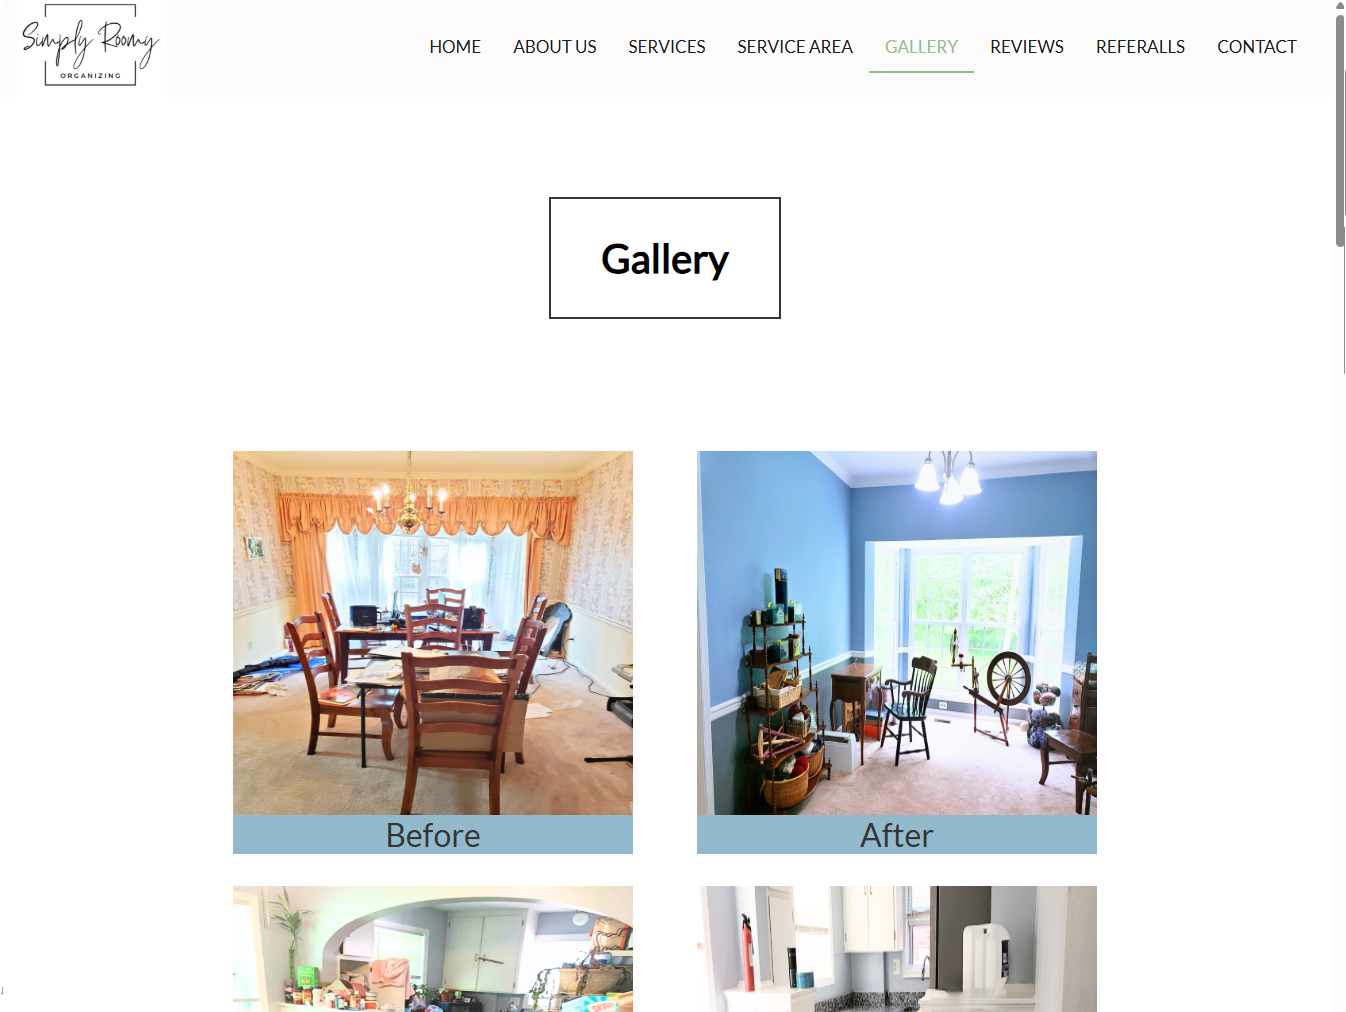 Simply Roomy
ORGANIZING
HOME ABOUT US SERVICES SERVICE AREA GALLERY REVIEWS REFERALLS CONTACT
Gallery
Before
After